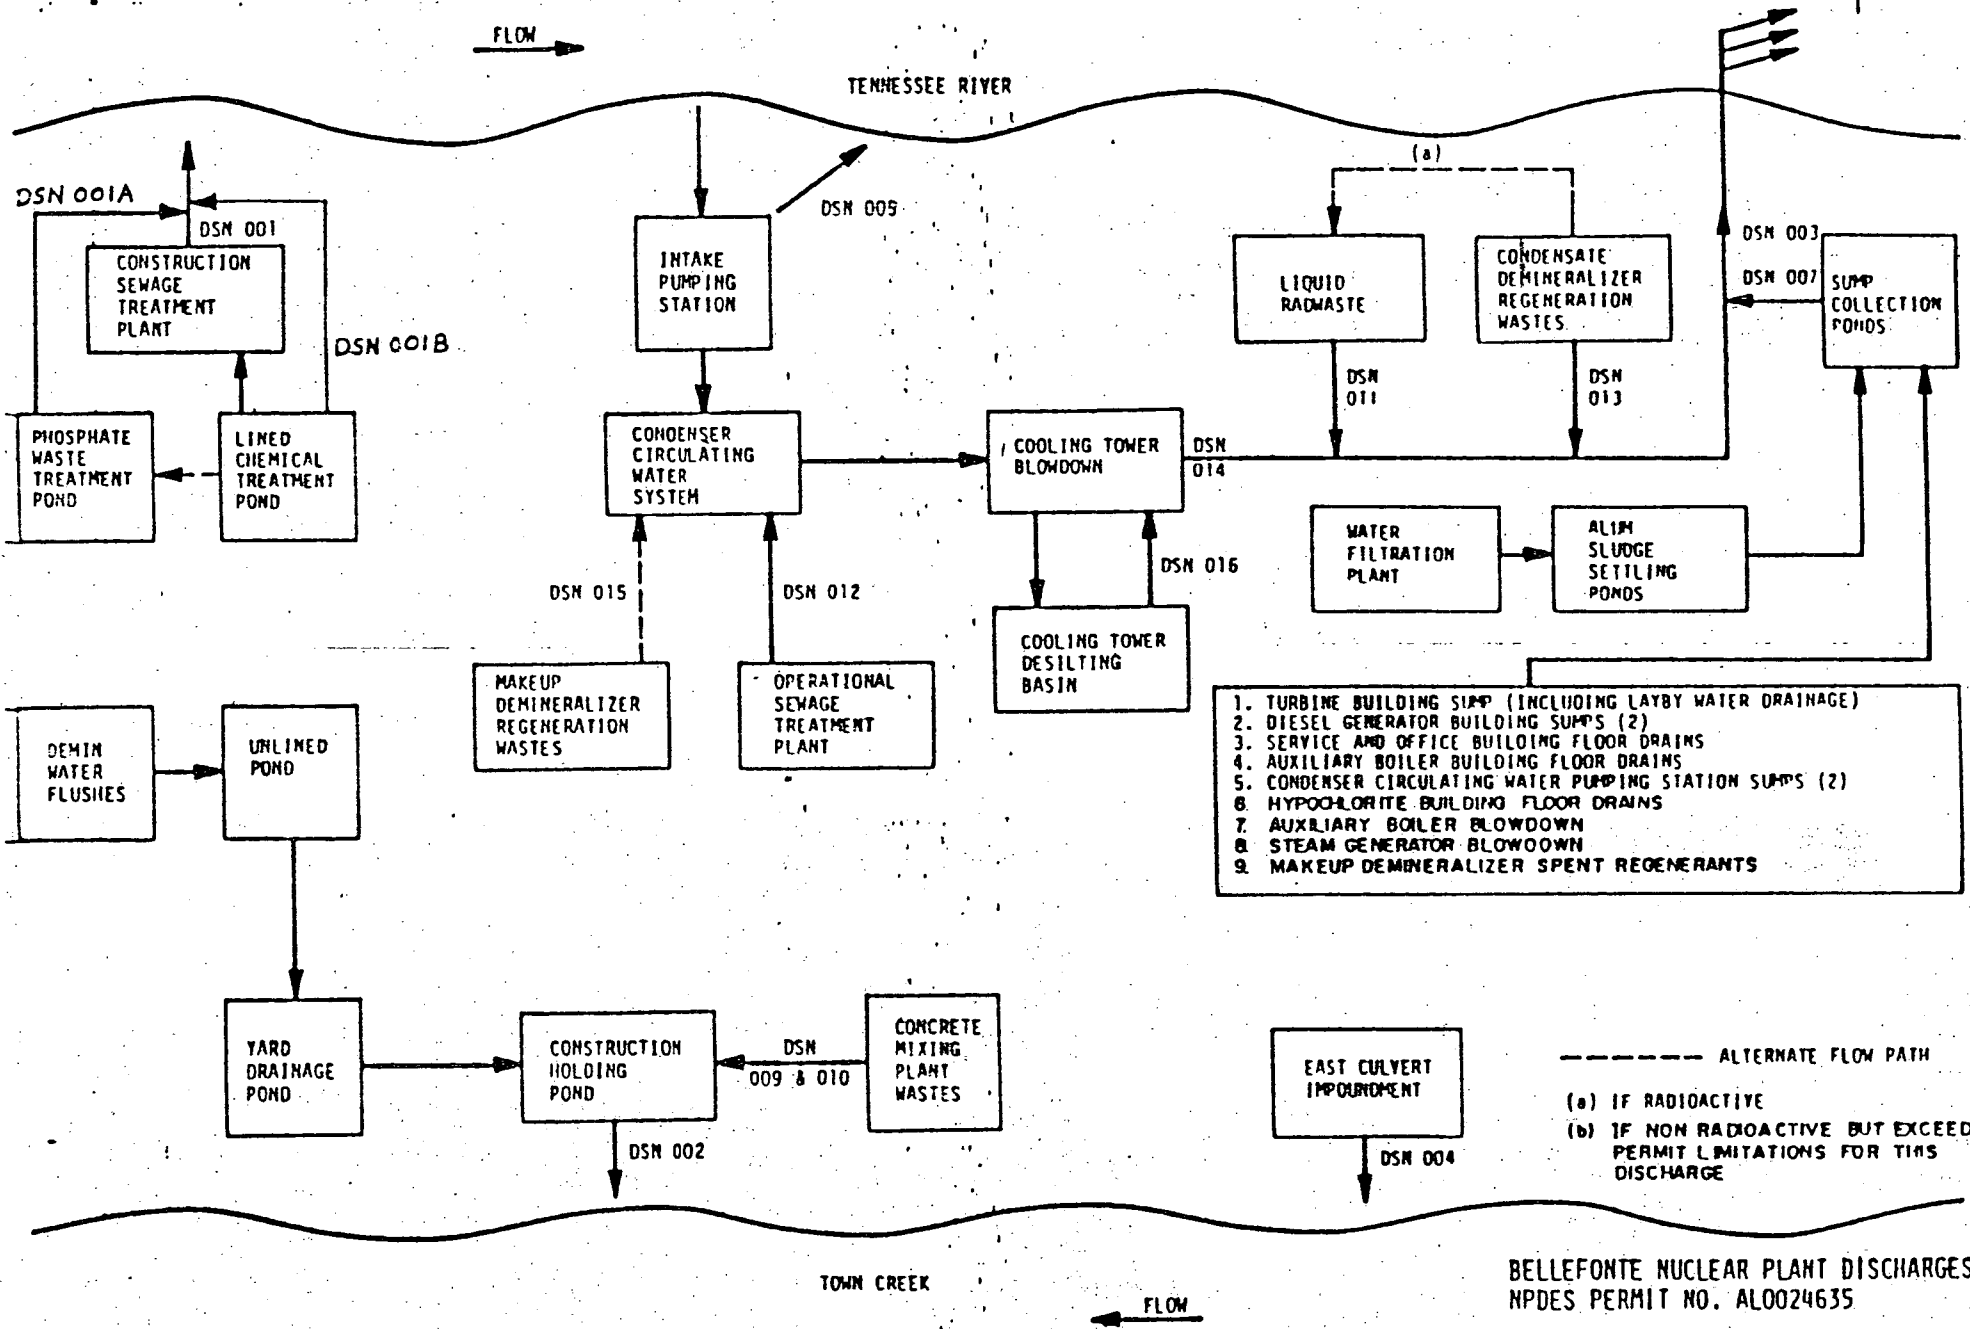 FLOW
TENNESSEE RIVER
DSN 001A
DSN 001
CONSTRUCTION
SEWAGE
TREATMENT
PLANT
DSN 001B
PHOSPHATE
WASTE
TREATMENT
POND
LINED
CHEMICAL
TREATMENT
POND
INTAKE
PUMPING
STATION
DSN 005
CONDENSER
CIRCULATING
WATER
SYSTEM
COOLING TOWER
BLOWDOWN
DSN
014
(a)
LIQUID
RADWASTE
DSN
011
CONDENSATE
DEMINERALIZER
REGENERATION
WASTES
DSN
013
DSN 003
DSN 007
SUMP
COLLECTION
PONDS
WATER
FILTRATION
PLANT
ALUM
SLUDGE
SETTLING
PONDS
DSN 015
DSN 012
DSN 016
MAKEUP
DEMINERALIZER
REGENERATION
WASTES
OPERATIONAL
SEWAGE
TREATMENT
PLANT
COOLING TOWER
DESILTING
BASIN
1. TURBINE BUILDING SUMP (INCLUDING LAYBY WATER DRAINAGE)
2. DIESEL GENERATOR BUILDING SUMPS (2)
3. SERVICE AND OFFICE BUILDING FLOOR DRAINS
4. AUXILIARY BOILER BUILDING FLOOR DRAINS
5. CONDENSER CIRCULATING WATER PUMPING STATION SUMPS (2)
6. HYPOCHLORITE BUILDING FLOOR DRAINS
7. AUXILIARY BOILER BLOWDOWN
8. STEAM GENERATOR BLOWDOWN
9. MAKEUP DEMINERALIZER SPENT REGENERANTS
DEMIN
WATER
FLUSHES
UNLINED
POND
YARD
DRAINAGE
POND
CONSTRUCTION
HOLDING
POND
DSN
009 & 010
CONCRETE
MIXING
PLANT
WASTES
DSN 002
EAST CULVERT
IMPOUNDMENT
DSN 004
ALTERNATE FLOW PATH
(a) IF RADIOACTIVE
(b) IF NON RADIOACTIVE BUT EXCEED
PERMIT LIMITATIONS FOR THIS
DISCHARGE
TOWN CREEK
FLOW
BELLEFONTE NUCLEAR PLANT DISCHARGES
NPDES PERMIT NO. AL0024635